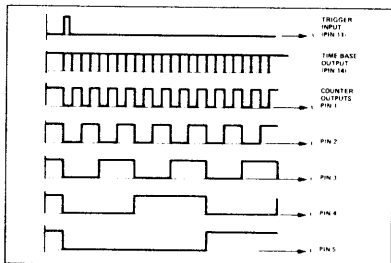 TRIGGER
INPUT
(PIN 11)
t
TIME BASE
OUTPUT
(PIN 14)
COUNTER
OUTPUTS
t PIN 1
t PIN 2
t PIN 3
t PIN 4
t PIN 5